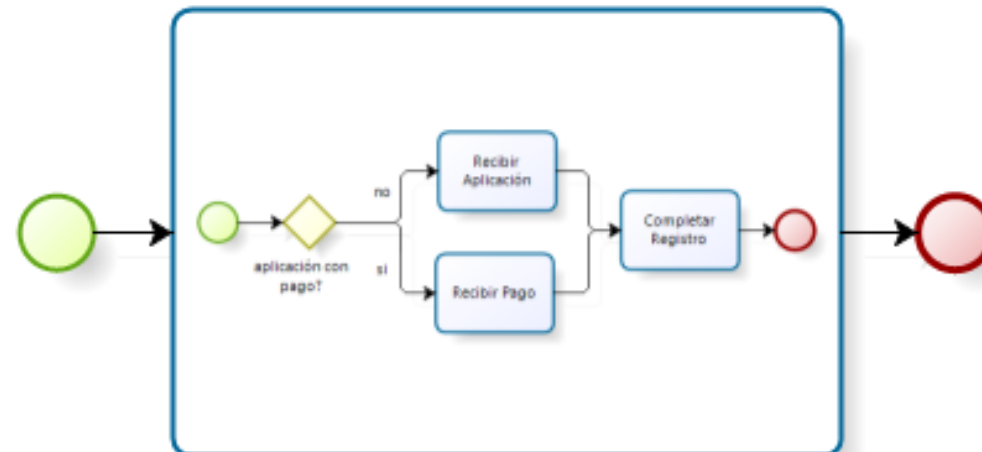 Recibir
Aplicación
no
aplicación con
pago?
si
Recibir Pago
Completar
Registro